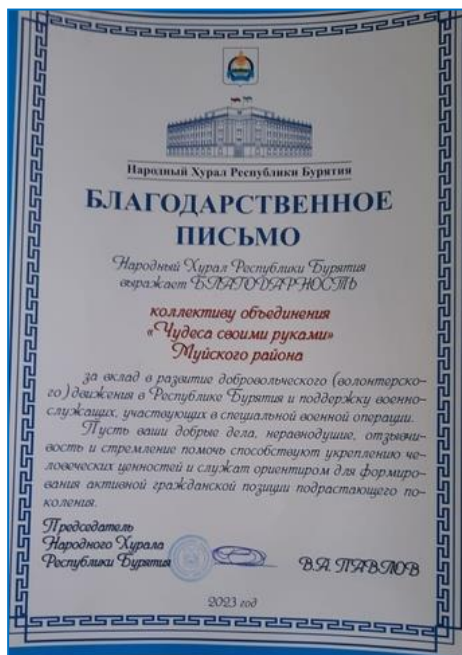 Народный Хурал Республики Бурятия
БЛАГОДАРСТВЕННОЕ
ПИСЬМО
Народный Хурал Республики Бурятия
выражает БЛАГОДАРНОСТЬ
коллективу объединения
«Чудеса своими руками»
Муйского района
за вклад в развитие добровольческого (волонтерско-
го) движения в Республике Бурятия и поддержку военно-
служащих, участвующих в специальной военной операции.
Пусть ваши добрые дела, неравнодушие, отзывчи-
вость и стремление помочь способствуют укреплению че-
ловеческих ценностей и служат ориентиром для формиро-
вания активной гражданской позиции подрастающего по-
коления.
Председатель
Народного Хурала
Республики Бурятия
В.А. ПАВЛОВ
2023 год